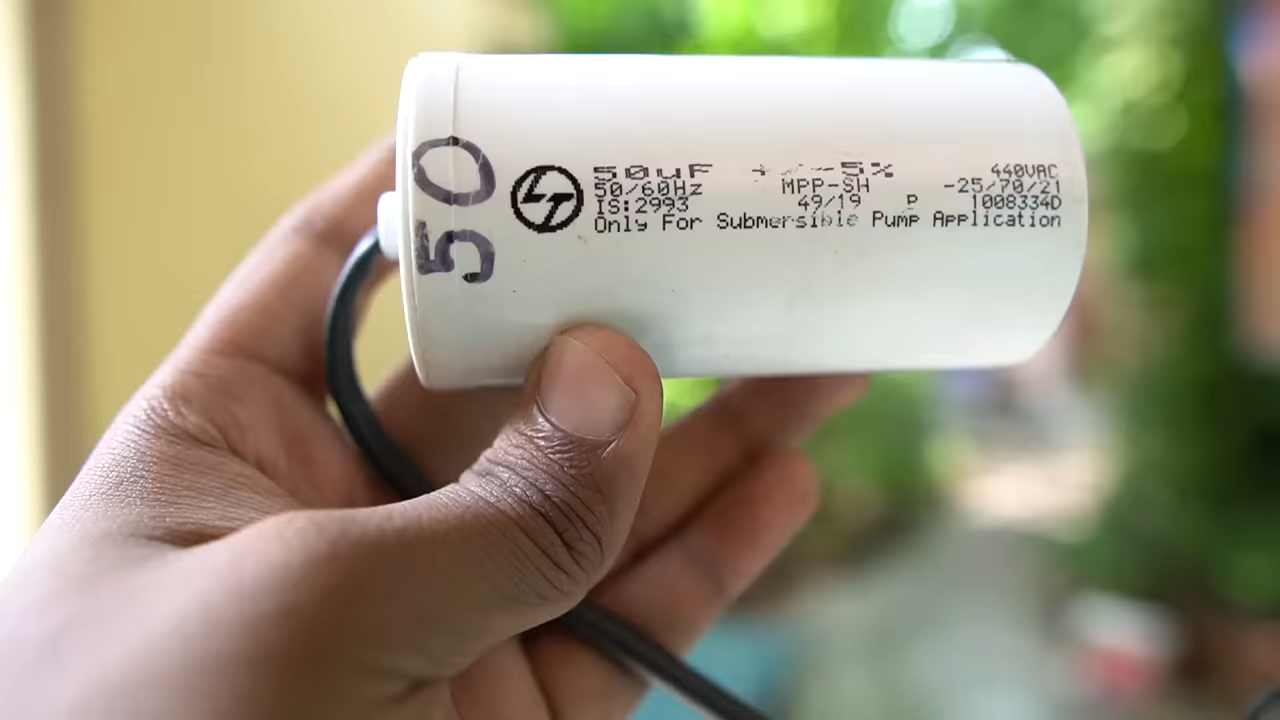 50
LT
50uF +/-5% 440VAC
50/60Hz MPP-SH -25/70/21
IS:2993 49/19 P 1008334D
Only For Submersible Pump Application